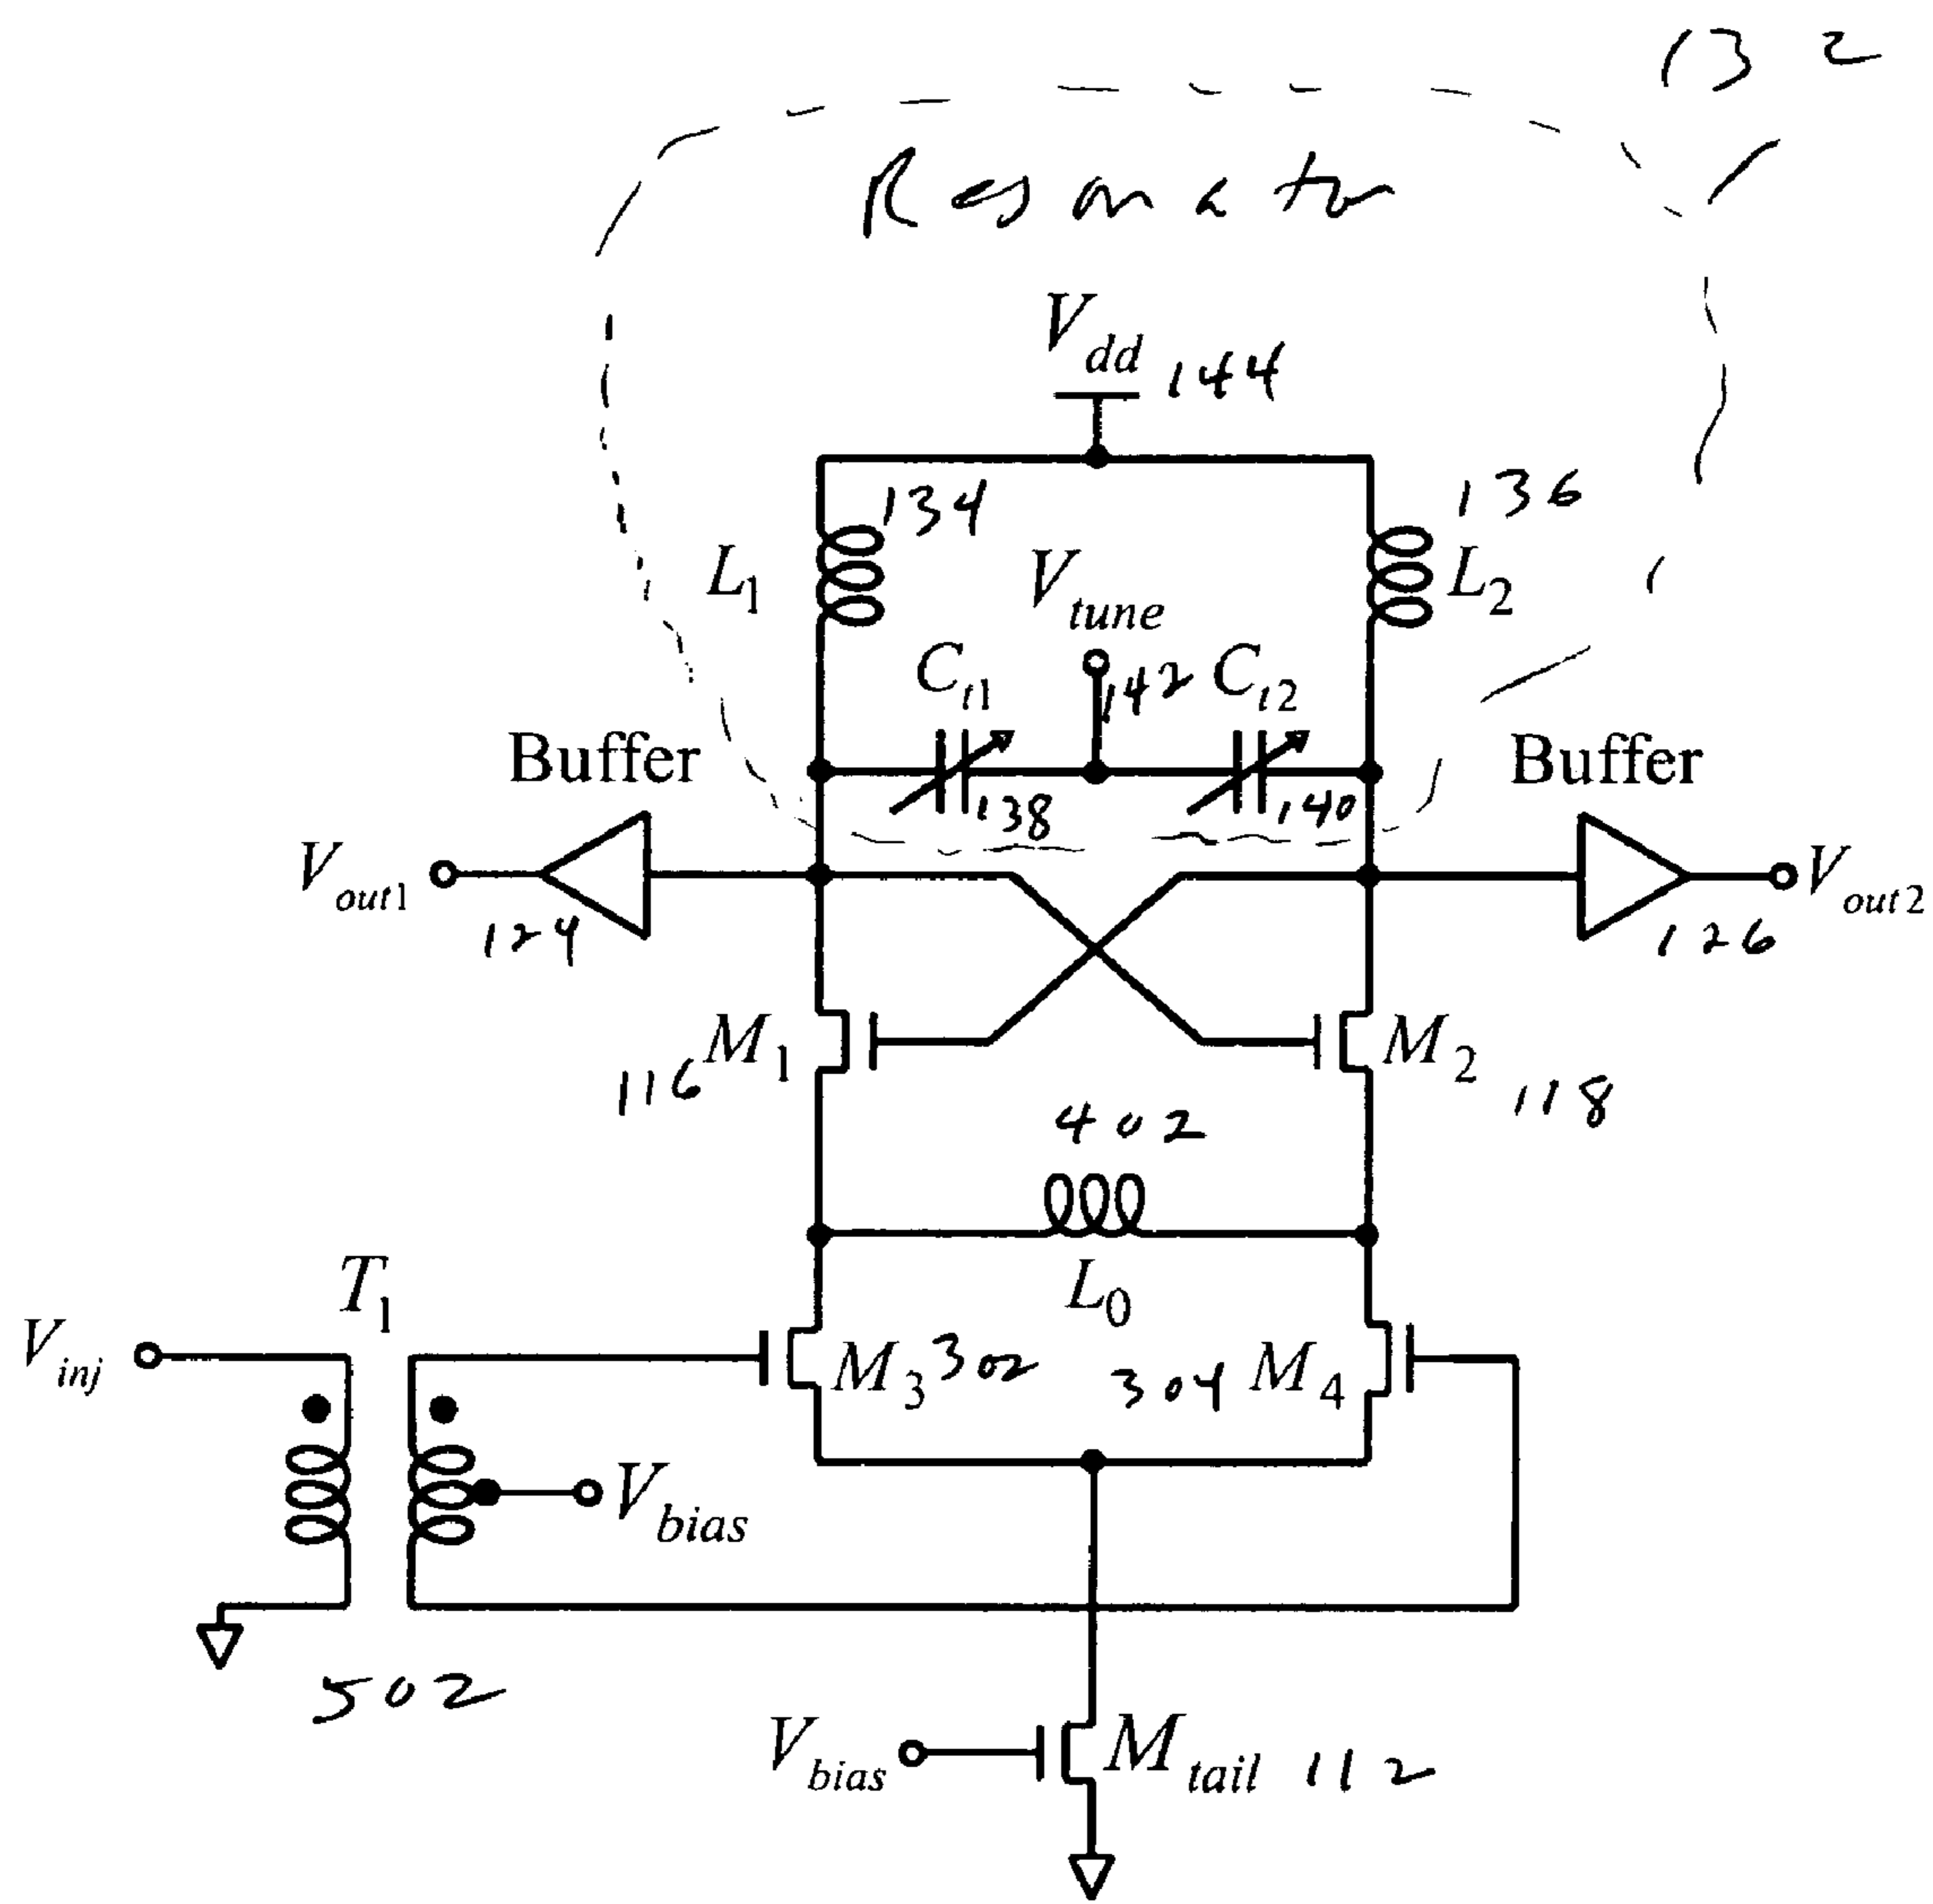 132
Resonator
V_dd 144
134
136
L_1
V_tune
L_2
C_t1
142
C_t2
Buffer
Buffer
138
140
V_out1
V_out2
124
126
M_1
M_2
116
118
402
L_0
T_1
V_inj
M_3 302
304 M_4
V_bias
502
V_bias
M_tail 112